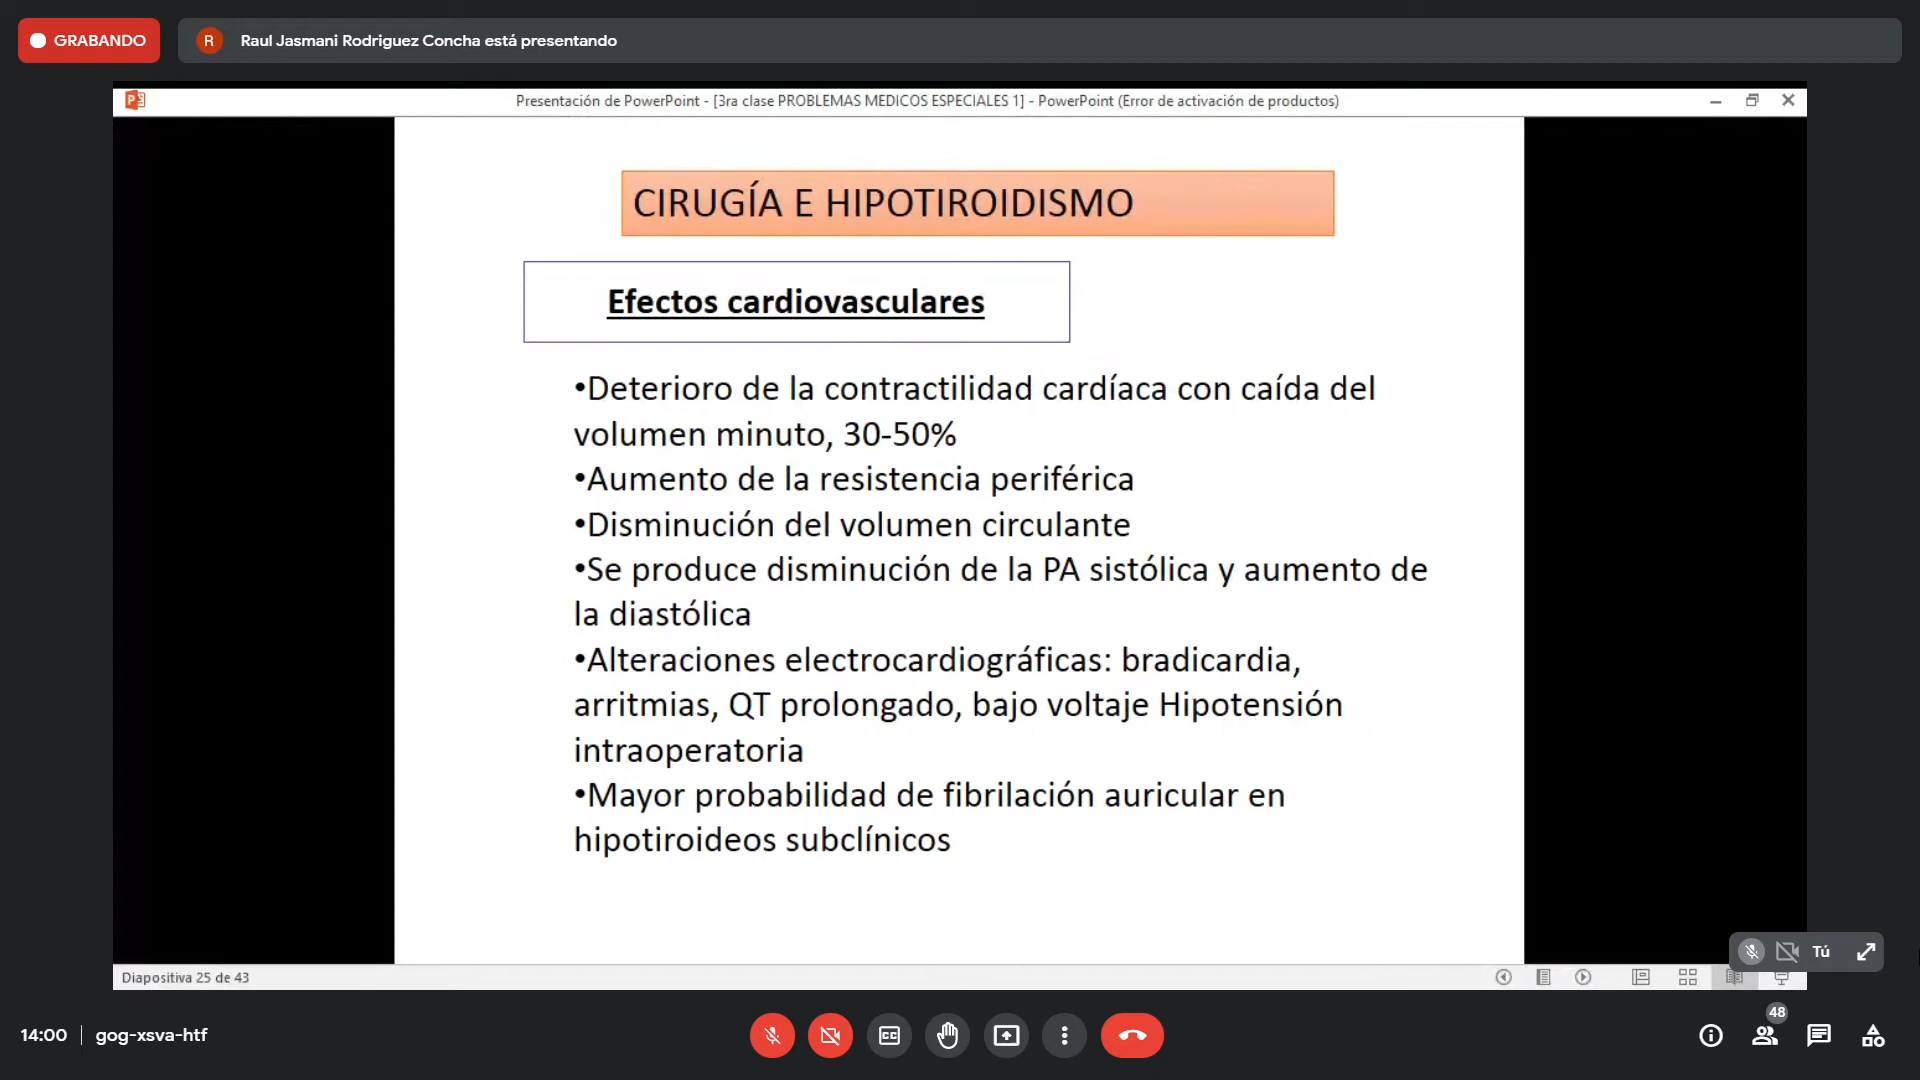 GRABANDO
R
Raul Jasmani Rodriguez Concha está presentando
Presentación de PowerPoint - [3ra clase PROBLEMAS MEDICOS ESPECIALES 1] - PowerPoint (Error de activación de productos)
CIRUGÍA E HIPOTIROIDISMO
Efectos cardiovasculares
•Deterioro de la contractilidad cardíaca con caída del
volumen minuto, 30-50%
•Aumento de la resistencia periférica
•Disminución del volumen circulante
•Se produce disminución de la PA sistólica y aumento de
la diastólica
•Alteraciones electrocardiográficas: bradicardia,
arritmias, QT prolongado, bajo voltaje Hipotensión
intraoperatoria
•Mayor probabilidad de fibrilación auricular en
hipotiroideos subclínicos
Tú
Diapositiva 25 de 43
48
14:00
gog-xsva-htf